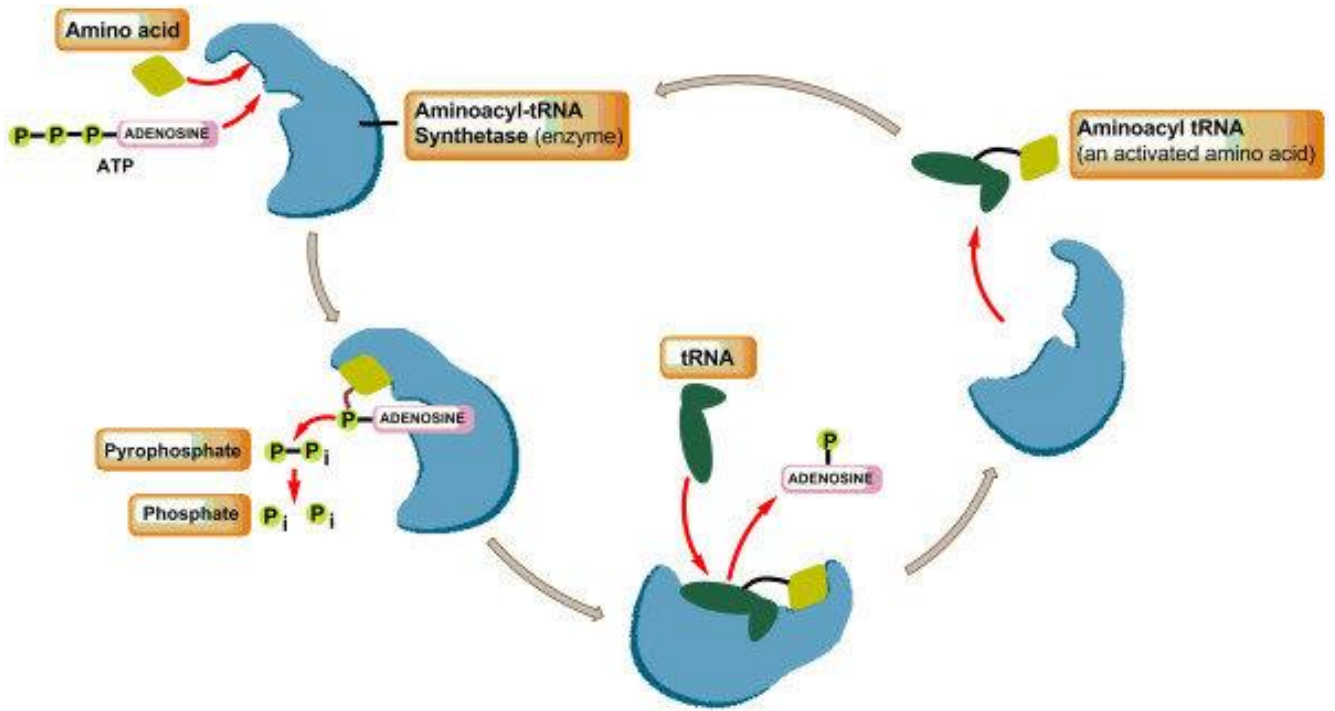 Amino acid
P-P-P-ADENOSINE
ATP
Aminoacyl-tRNA
Synthetase (enzyme)
Aminoacyl tRNA
(an activated amino acid)
P-ADENOSINE
Pyrophosphate
P-Pi
Phosphate
Pi Pi
tRNA
P
ADENOSINE